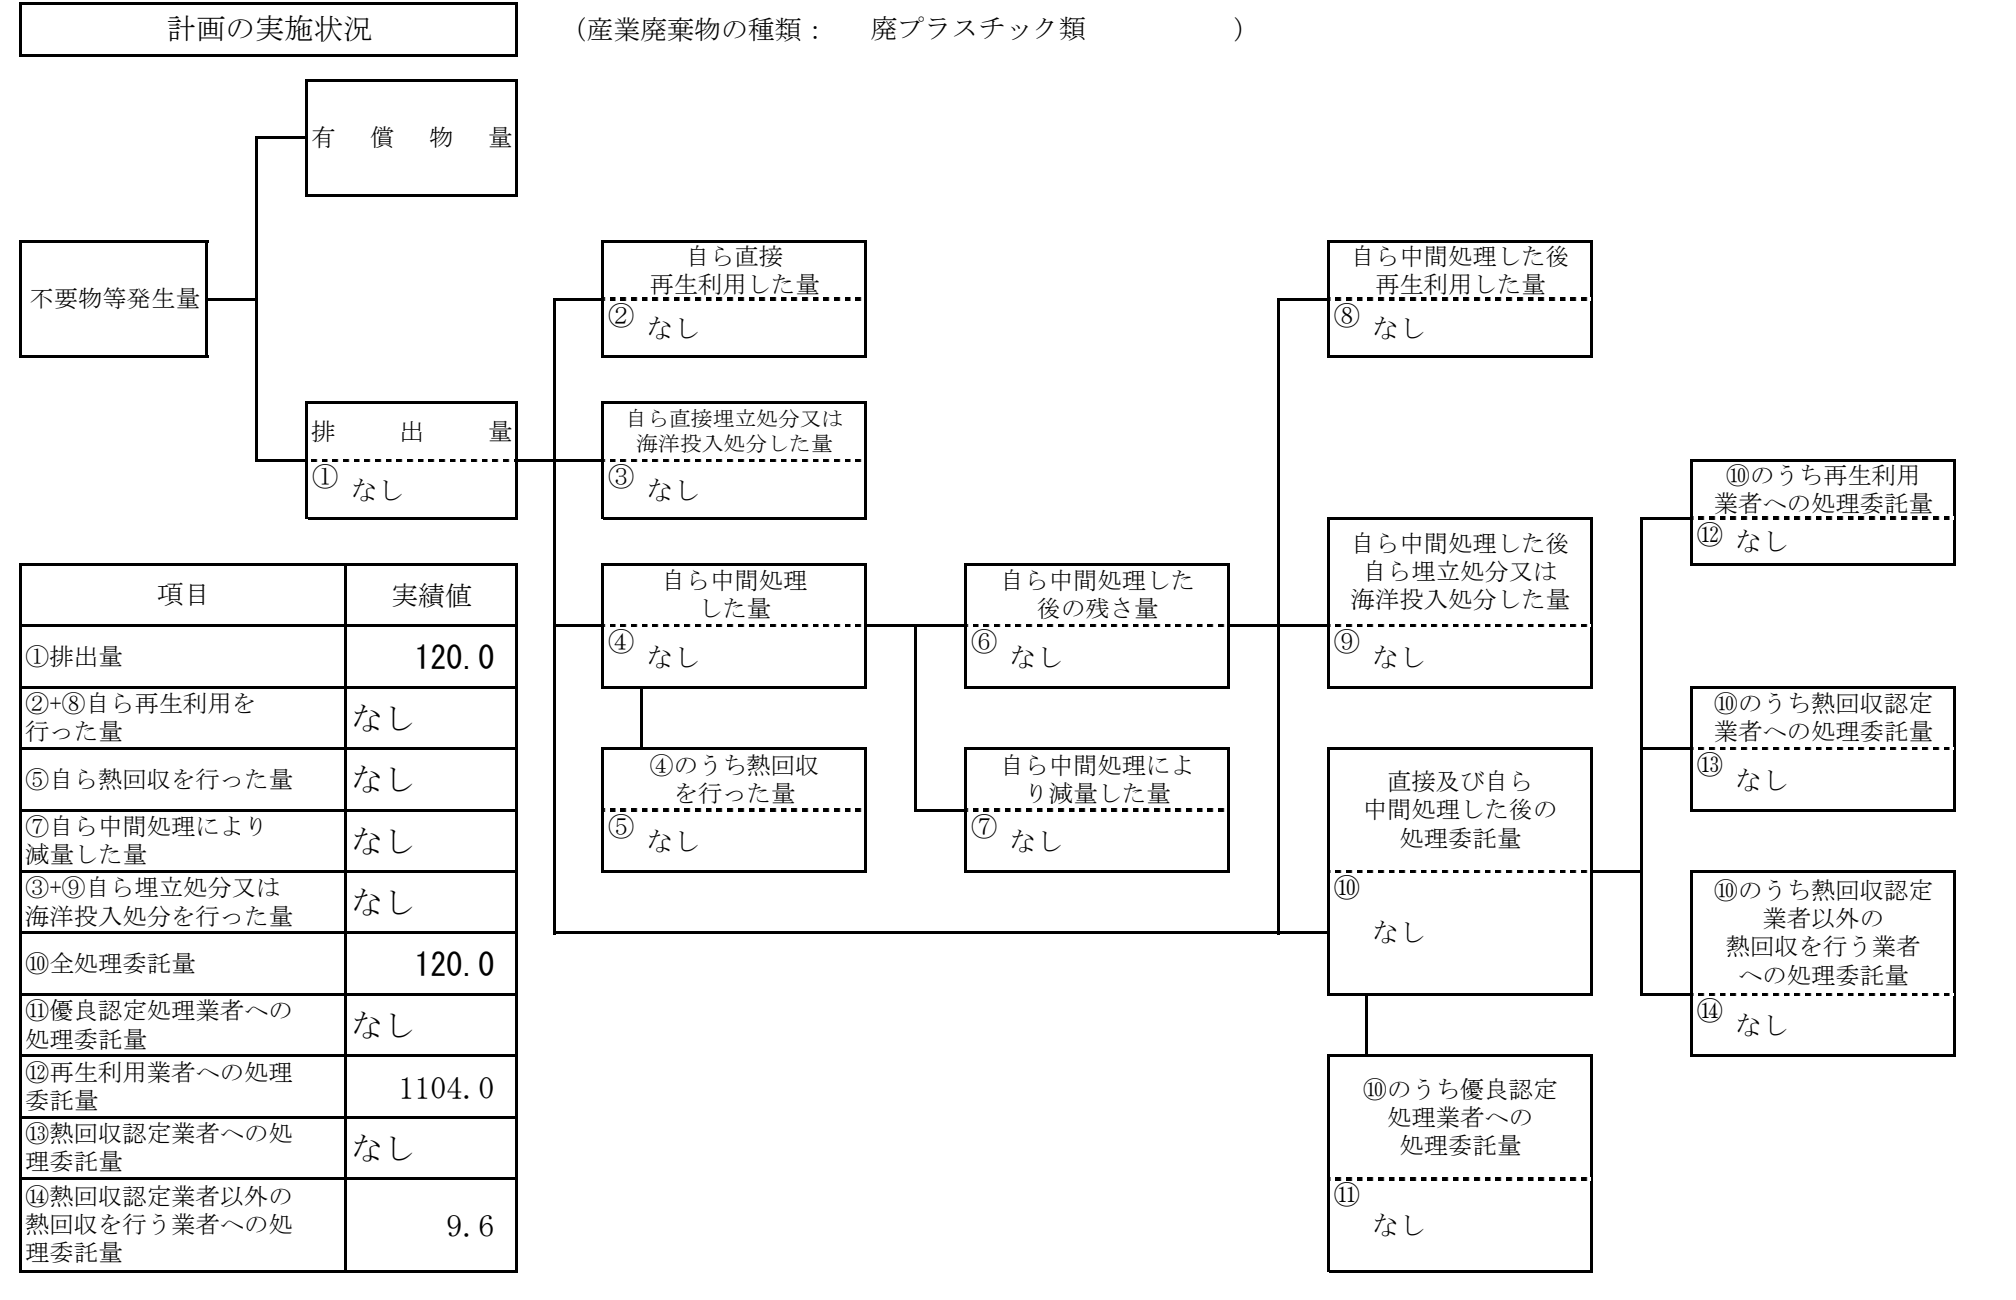 計画の実施状況
（産業廃棄物の種類： 廃プラスチック類 ）
有償物量
不要物等発生量
排出量
① なし
自ら直接
再生利用した量
② なし
自ら直接埋立処分又は
海洋投入処分した量
③ なし
自ら中間処理
した量
④ なし
④のうち熱回収
を行った量
⑤ なし
自ら中間処理した
後の残さ量
⑥ なし
自ら中間処理によ
り減量した量
⑦ なし
自ら中間処理した後
再生利用した量
⑧ なし
自ら中間処理した後
自ら埋立処分又は
海洋投入処分した量
⑨ なし
直接及び自ら
中間処理した後の
処理委託量
⑩
なし
⑩のうち優良認定
処理業者への
処理委託量
⑪
なし
⑩のうち再生利用
業者への処理委託量
⑫ なし
⑩のうち熱回収認定
業者への処理委託量
⑬ なし
⑩のうち熱回収認定
業者以外の
熱回収を行う業者
への処理委託量
⑭ なし
項目 実績値
①排出量 120.0
②+⑧自ら再生利用を
行った量 なし
⑤自ら熱回収を行った量 なし
⑦自ら中間処理により
減量した量 なし
③+⑨自ら埋立処分又は
海洋投入処分を行った量 なし
⑩全処理委託量 120.0
⑪優良認定処理業者への
処理委託量 なし
⑫再生利用業者への処理
委託量 1104.0
⑬熱回収認定業者への処
理委託量 なし
⑭熱回収認定業者以外の
熱回収を行う業者への処
理委託量 9.6